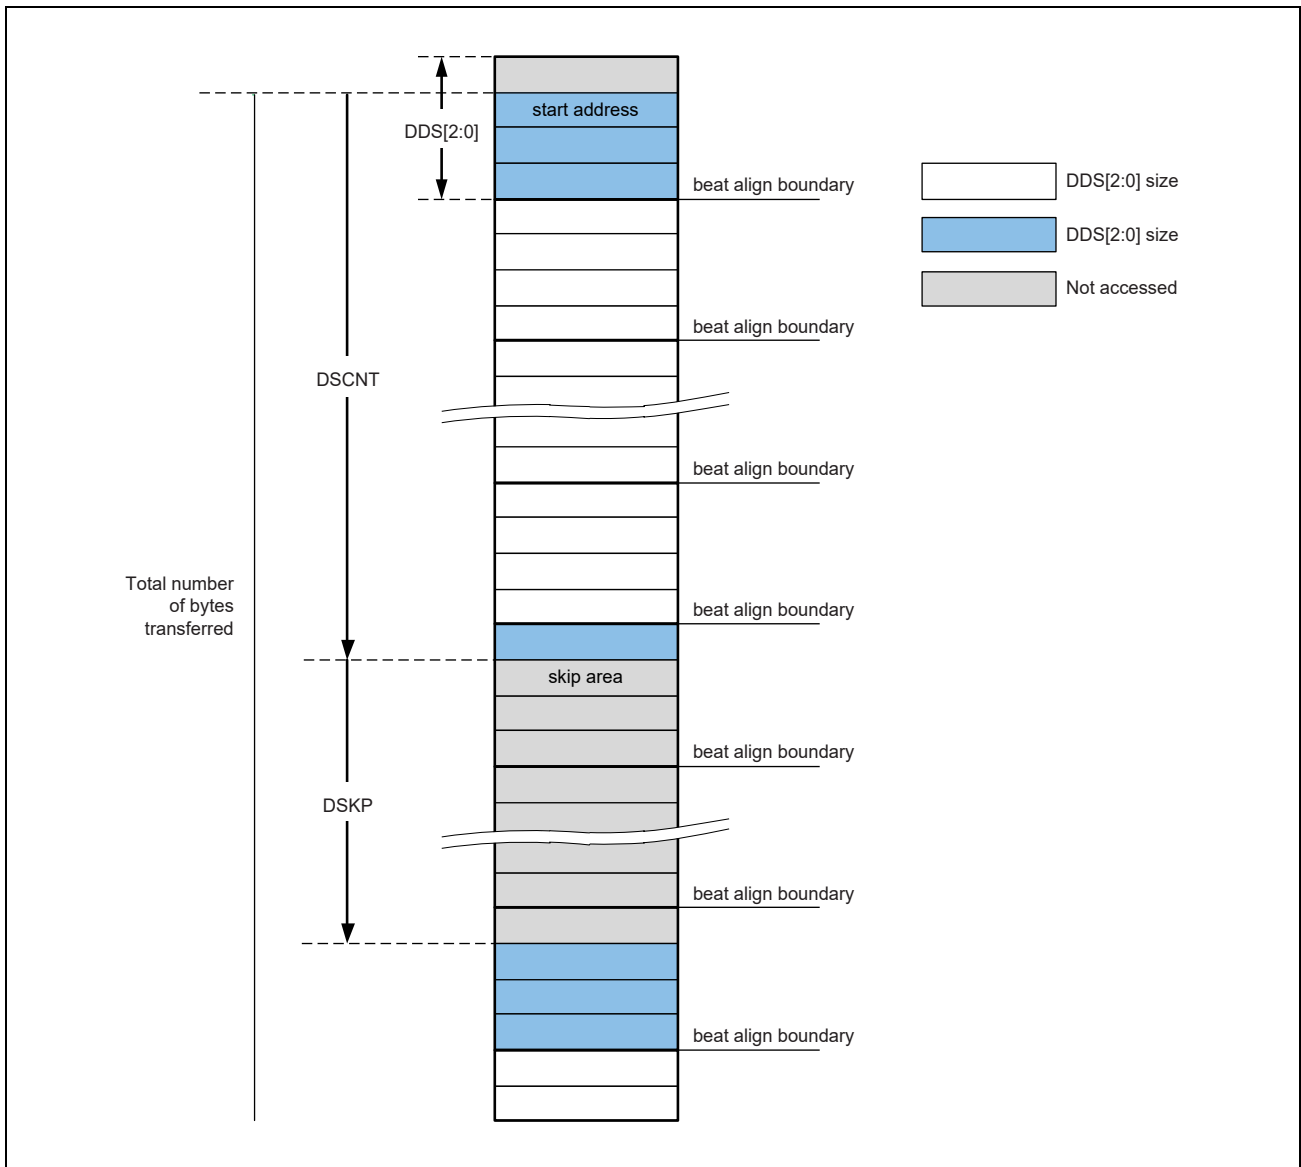 start address
DDS[2:0]
beat align boundary
DDS[2:0] size
DDS[2:0] size
Not accessed
beat align boundary
DSCNT
beat align boundary
Total number
of bytes
transferred
beat align boundary
skip area
beat align boundary
DSKP
beat align boundary
beat align boundary